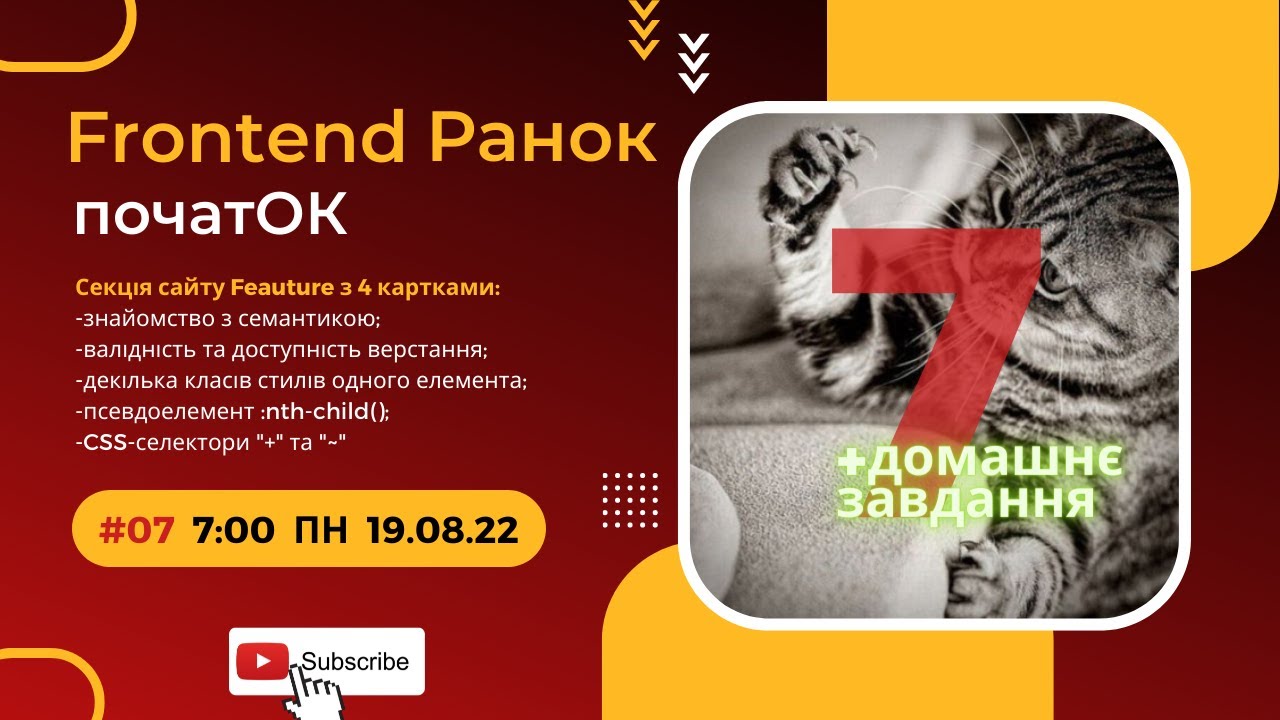 Frontend Ранок
початОК
Секція сайту Feauture з 4 картками:
-знайомство з семантикою;
-валідність та доступність верстання;
-декілька класів стилів одного елемента;
-псевдоелемент :nth-child();
-CSS-селектори "+" та "~"
#07 7:00 ПН 19.08.22
7
+домашнє
завдання
Subscribe